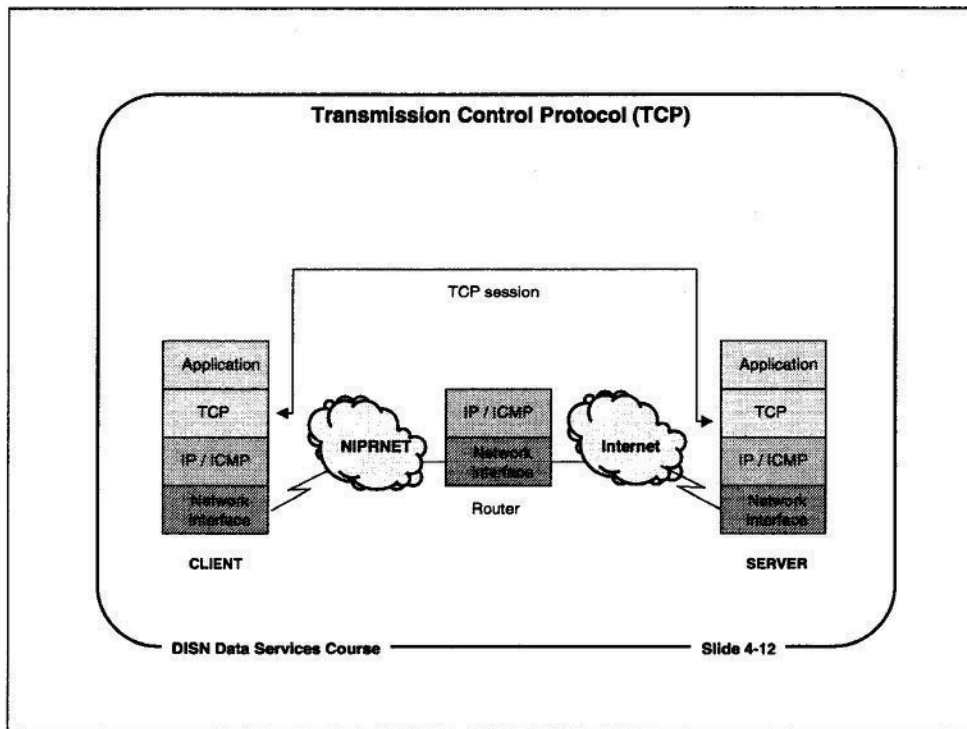 Transmission Control Protocol (TCP)
TCP session
Application
TCP
IP / ICMP
Network
Interface
CLIENT
NIPRNET
IP / ICMP
Network
Interface
Router
Internet
Application
TCP
IP / ICMP
Network
Interface
SERVER
DISN Data Services Course
Slide 4-12